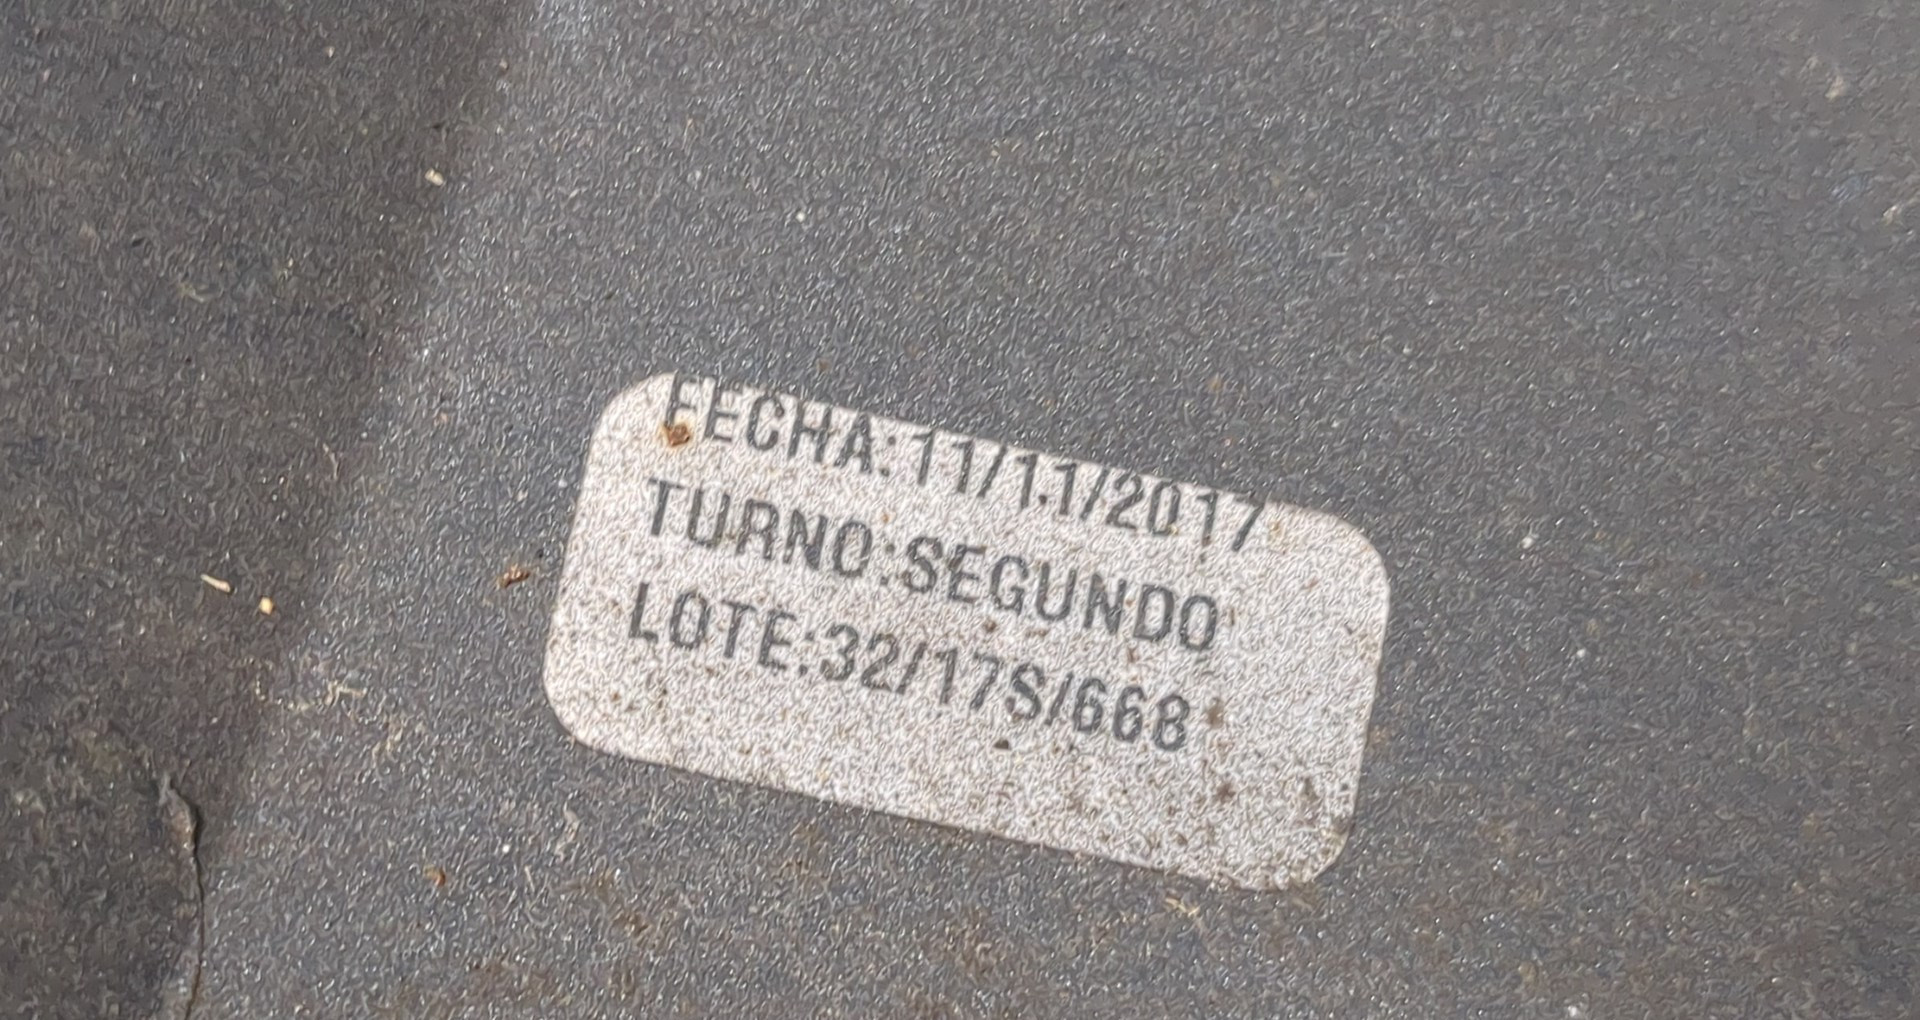 FECHA:11/11/2017
TURNO:SEGUNDO
LOTE:32/17S/668